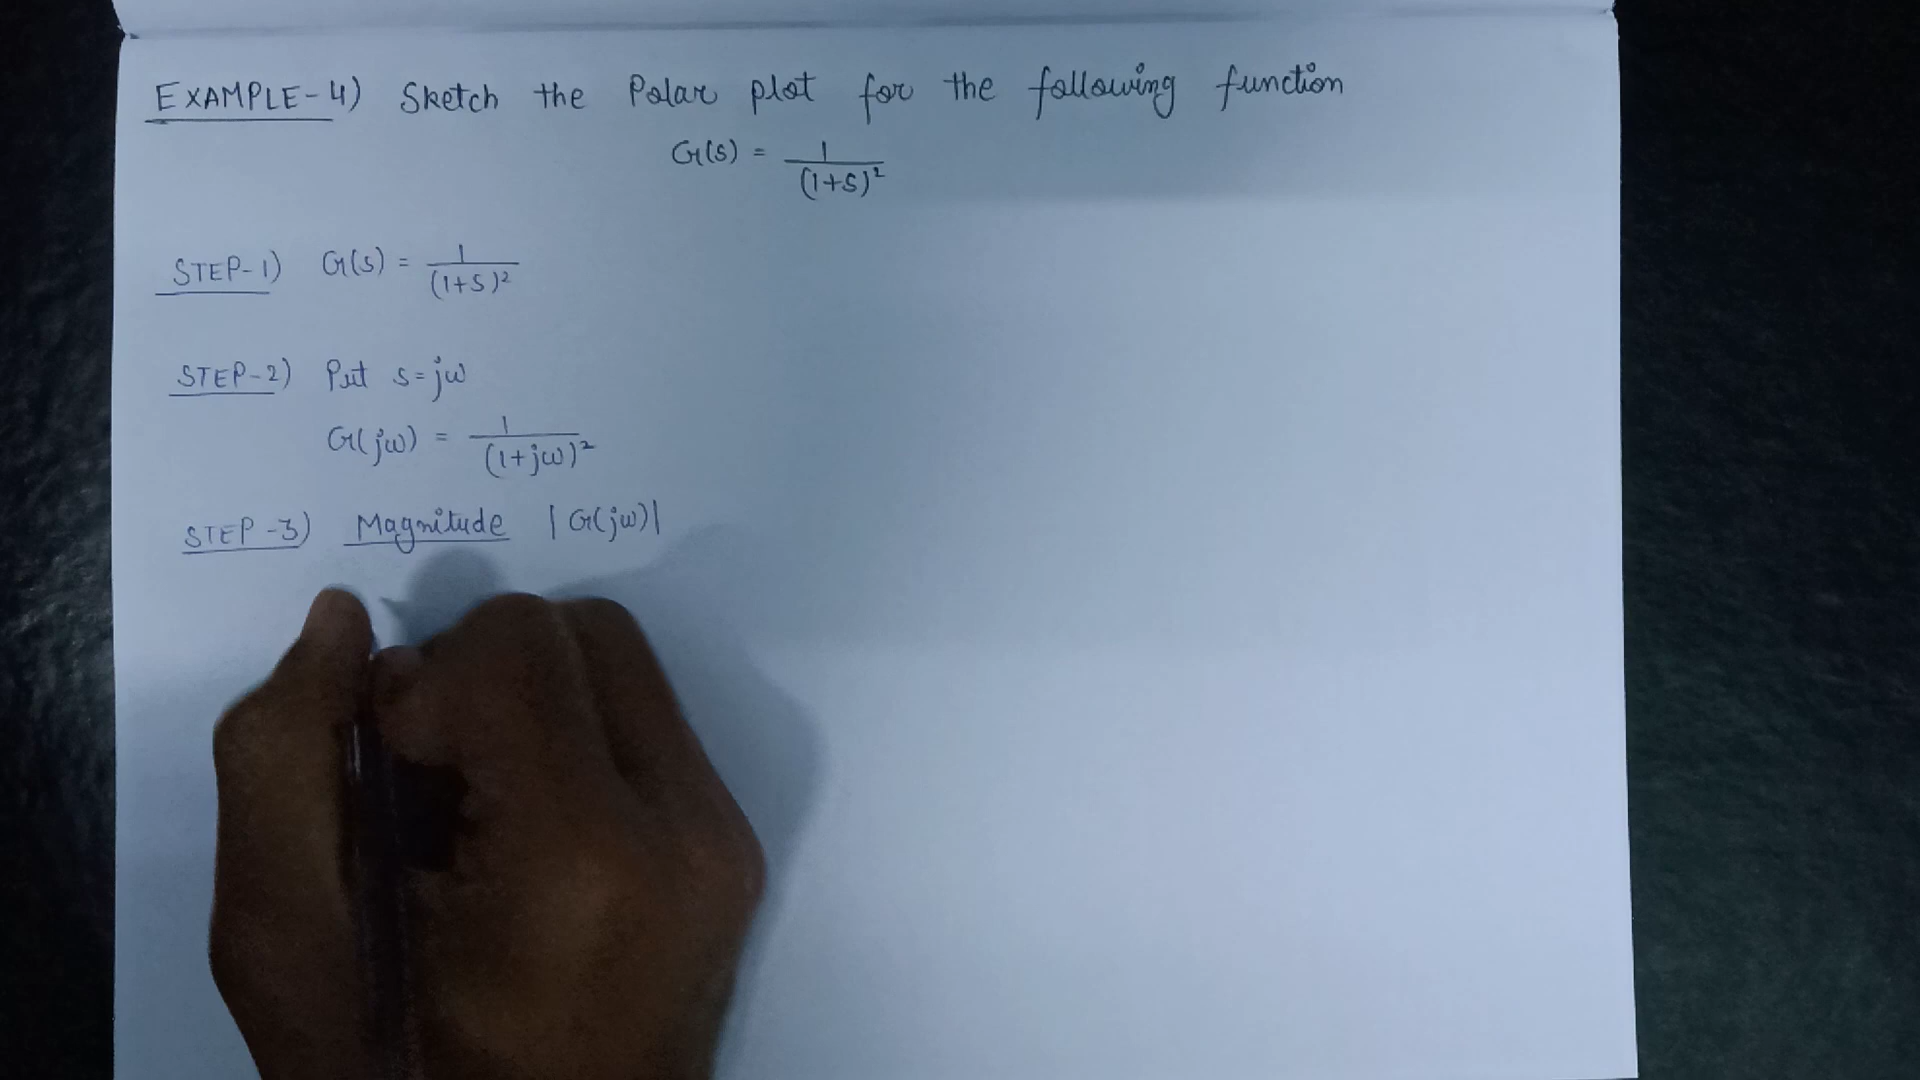 EXAMPLE-4) Sketch the Polar plot for the following function
G(s) = 1/(1+s)²
STEP-1) G(s) = 1/(1+s)²
STEP-2) Put s=jω
G(jω) = 1/(1+jω)²
STEP-3) Magnitude |G(jω)|